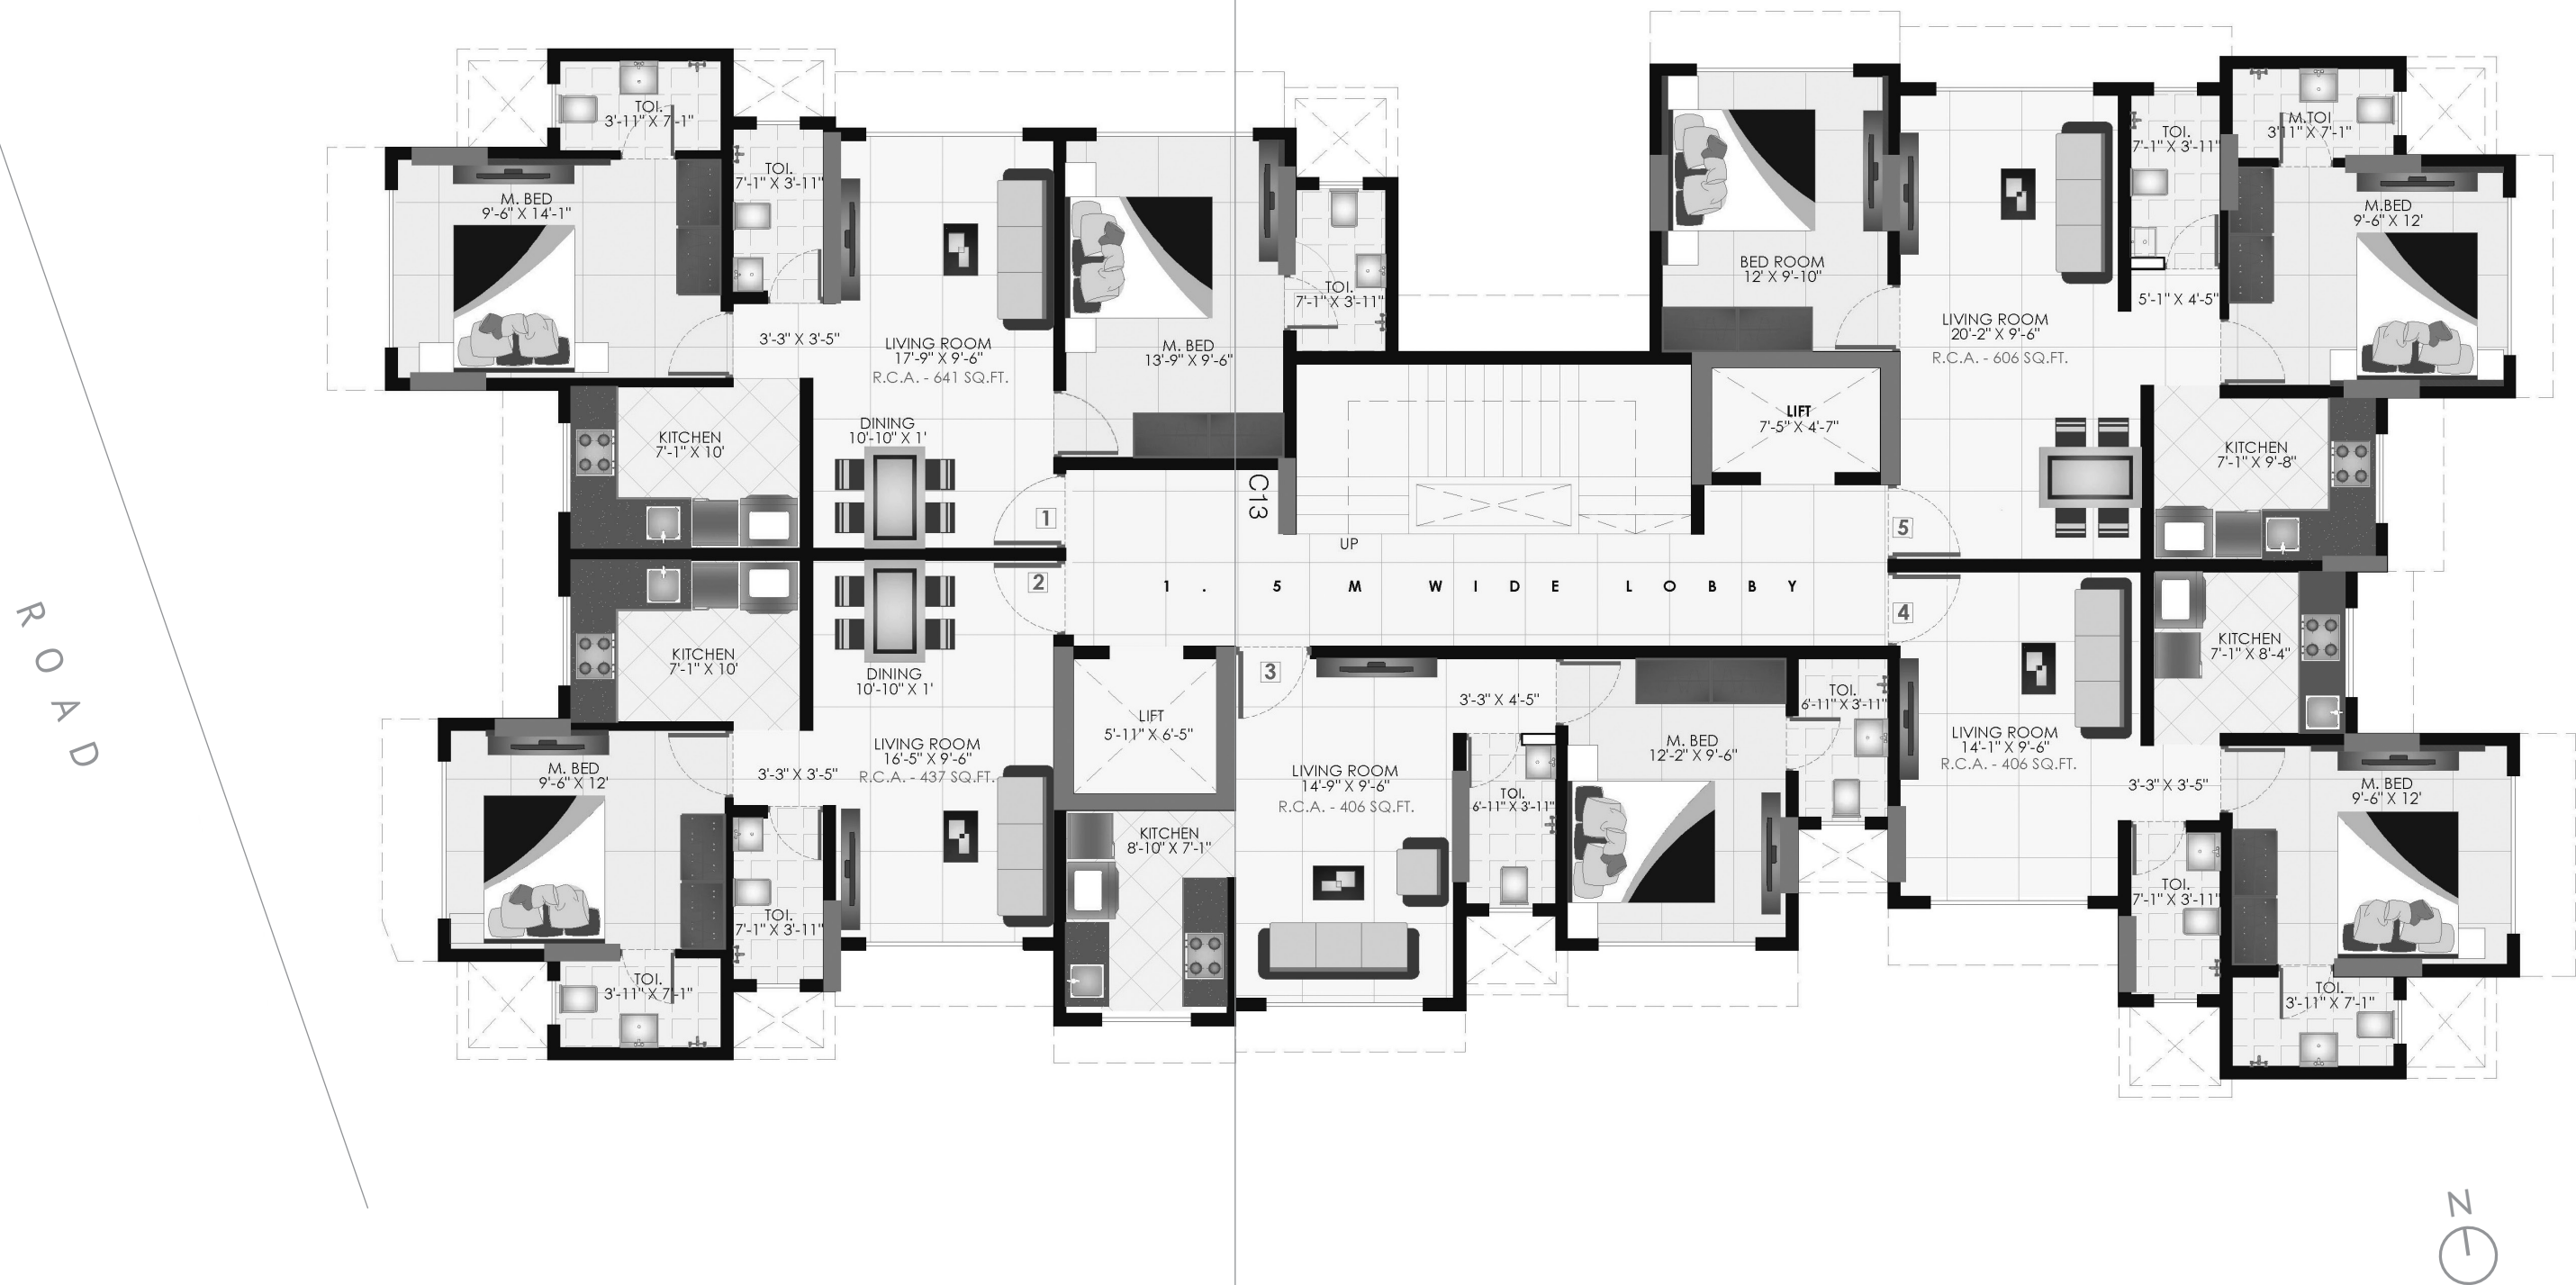 TOI.
3'-11" X 7'-1"
TOI.
7'-1" X 3'-11"
M. BED
9'-6" X 14'-1"
3'-3" X 3'-5"
LIVING ROOM
17'-9" X 9'-6"
R.C.A. - 641 SQ.FT.
M. BED
13'-9" X 9'-6"
TOI.
7'-1" X 3'-11"
KITCHEN
7'-1" X 10'
DINING
10'-10" X 1'
1
C13
UP
BED ROOM
12' X 9'-10"
LIFT
7'-5" X 4'-7"
LIVING ROOM
20'-2" X 9'-6"
R.C.A. - 606 SQ.FT.
TOI.
7'-1" X 3'-11"
M.TOI
3'11" X 7'-1"
M.BED
9'-6" X 12'
5'-1" X 4'-5"
KITCHEN
7'-1" X 9'-8"
5
1.5 M WIDE LOBBY
2
KITCHEN
7'-1" X 10'
DINING
10'-10" X 1'
M. BED
9'-6" X 12'
3'-3" X 3'-5"
LIVING ROOM
16'-5" X 9'-6"
R.C.A. - 437 SQ.FT.
TOI.
7'-1" X 3'-11"
TOI.
3'-11" X 7'-1"
LIFT
5'-11" X 6'-5"
KITCHEN
8'-10" X 7'-1"
3
LIVING ROOM
14'-9" X 9'-6"
R.C.A. - 406 SQ.FT.
3'-3" X 4'-5"
TOI.
6'-11" X 3'-11"
M. BED
12'-2" X 9'-6"
TOI.
6'-11" X 3'-11"
4
LIVING ROOM
14'-1" X 9'-6"
R.C.A. - 406 SQ.FT.
KITCHEN
7'-1" X 8'-4"
3'-3" X 3'-5"
M. BED
9'-6" X 12'
TOI.
7'-1" X 3'-11"
TOI.
3'-11" X 7'-1"
ROAD
N